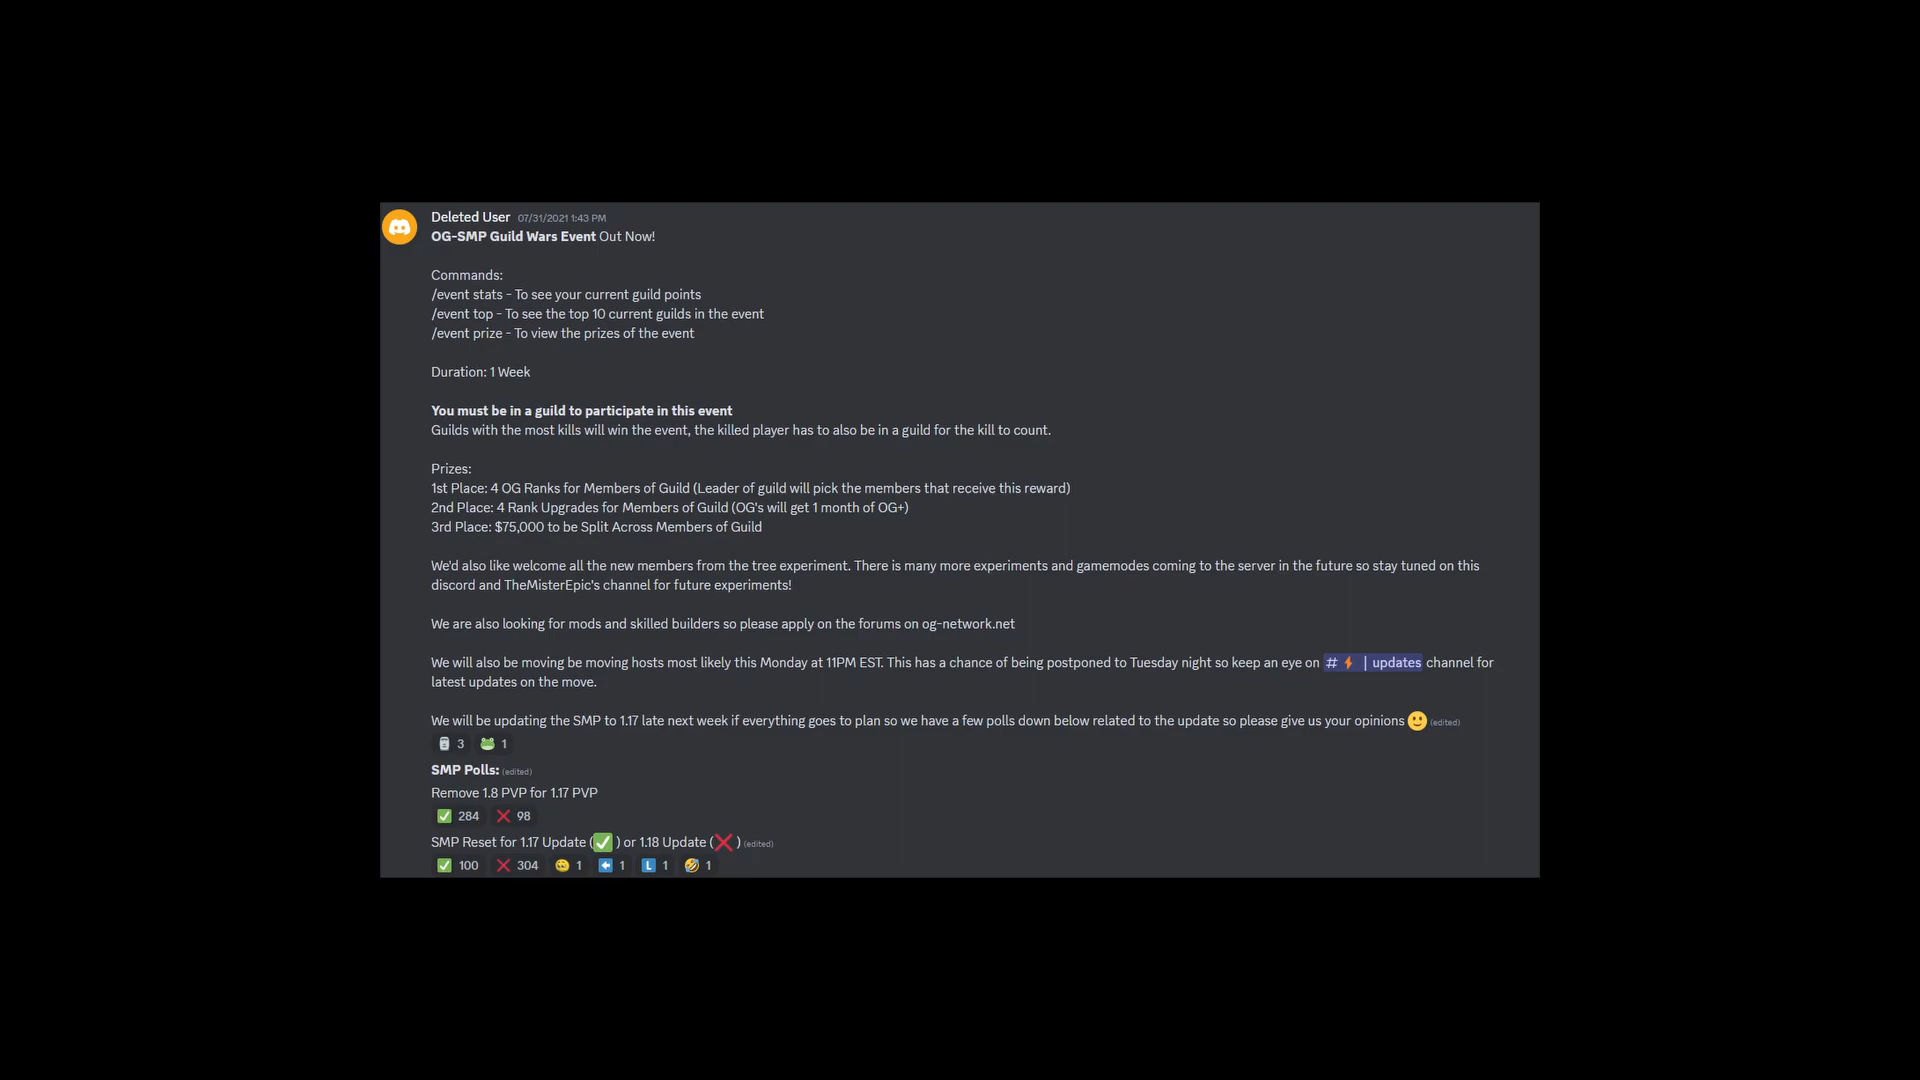 Deleted User 07/31/2021 1:43 PM
OG-SMP Guild Wars Event Out Now!
Commands:
/event stats - To see your current guild points
/event top - To see the top 10 current guilds in the event
/event prize - To view the prizes of the event
Duration: 1 Week
You must be in a guild to participate in this event
Guilds with the most kills will win the event, the killed player has to also be in a guild for the kill to count.
Prizes:
1st Place: 4 OG Ranks for Members of Guild (Leader of guild will pick the members that receive this reward)
2nd Place: 4 Rank Upgrades for Members of Guild (OG's will get 1 month of OG+)
3rd Place: $75,000 to be Split Across Members of Guild
We'd also like welcome all the new members from the tree experiment. There is many more experiments and gamemodes coming to the server in the future so stay tuned on this
discord and TheMisterEpic's channel for future experiments!
We are also looking for mods and skilled builders so please apply on the forums on og-network.net
We will also be moving be moving hosts most likely this Monday at 11PM EST. This has a chance of being postponed to Tuesday night so keep an eye on # ⚡ | updates channel for
latest updates on the move.
We will be updating the SMP to 1.17 late next week if everything goes to plan so we have a few polls down below related to the update so please give us your opinions 🙂 (edited)
3 🐸 1
SMP Polls: (edited)
Remove 1.8 PVP for 1.17 PVP
✅ 284 ❌ 98
SMP Reset for 1.17 Update (✅ ) or 1.18 Update (❌ ) (edited)
✅ 100 ❌ 304 1 ⬅️ 1 L 1 🤣 1